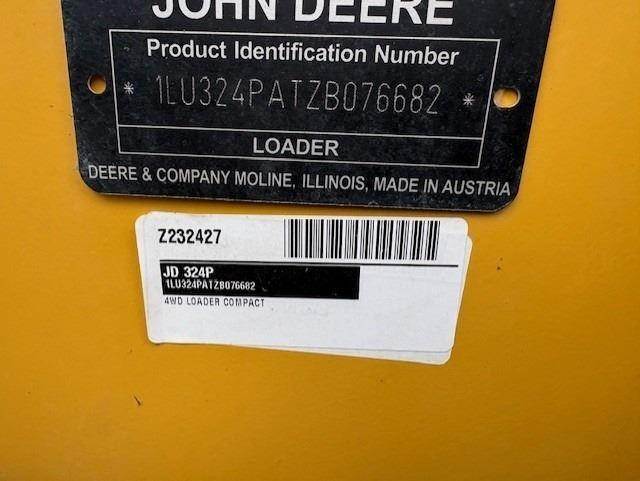 JOHN DEERE
Product Identification Number
* 1LU324PATZB076682 *
LOADER
DEERE & COMPANY MOLINE, ILLINOIS, MADE IN AUSTRIA
Z232427
JD 324P
1LU324PATZB076682
4WD LOADER COMPACT